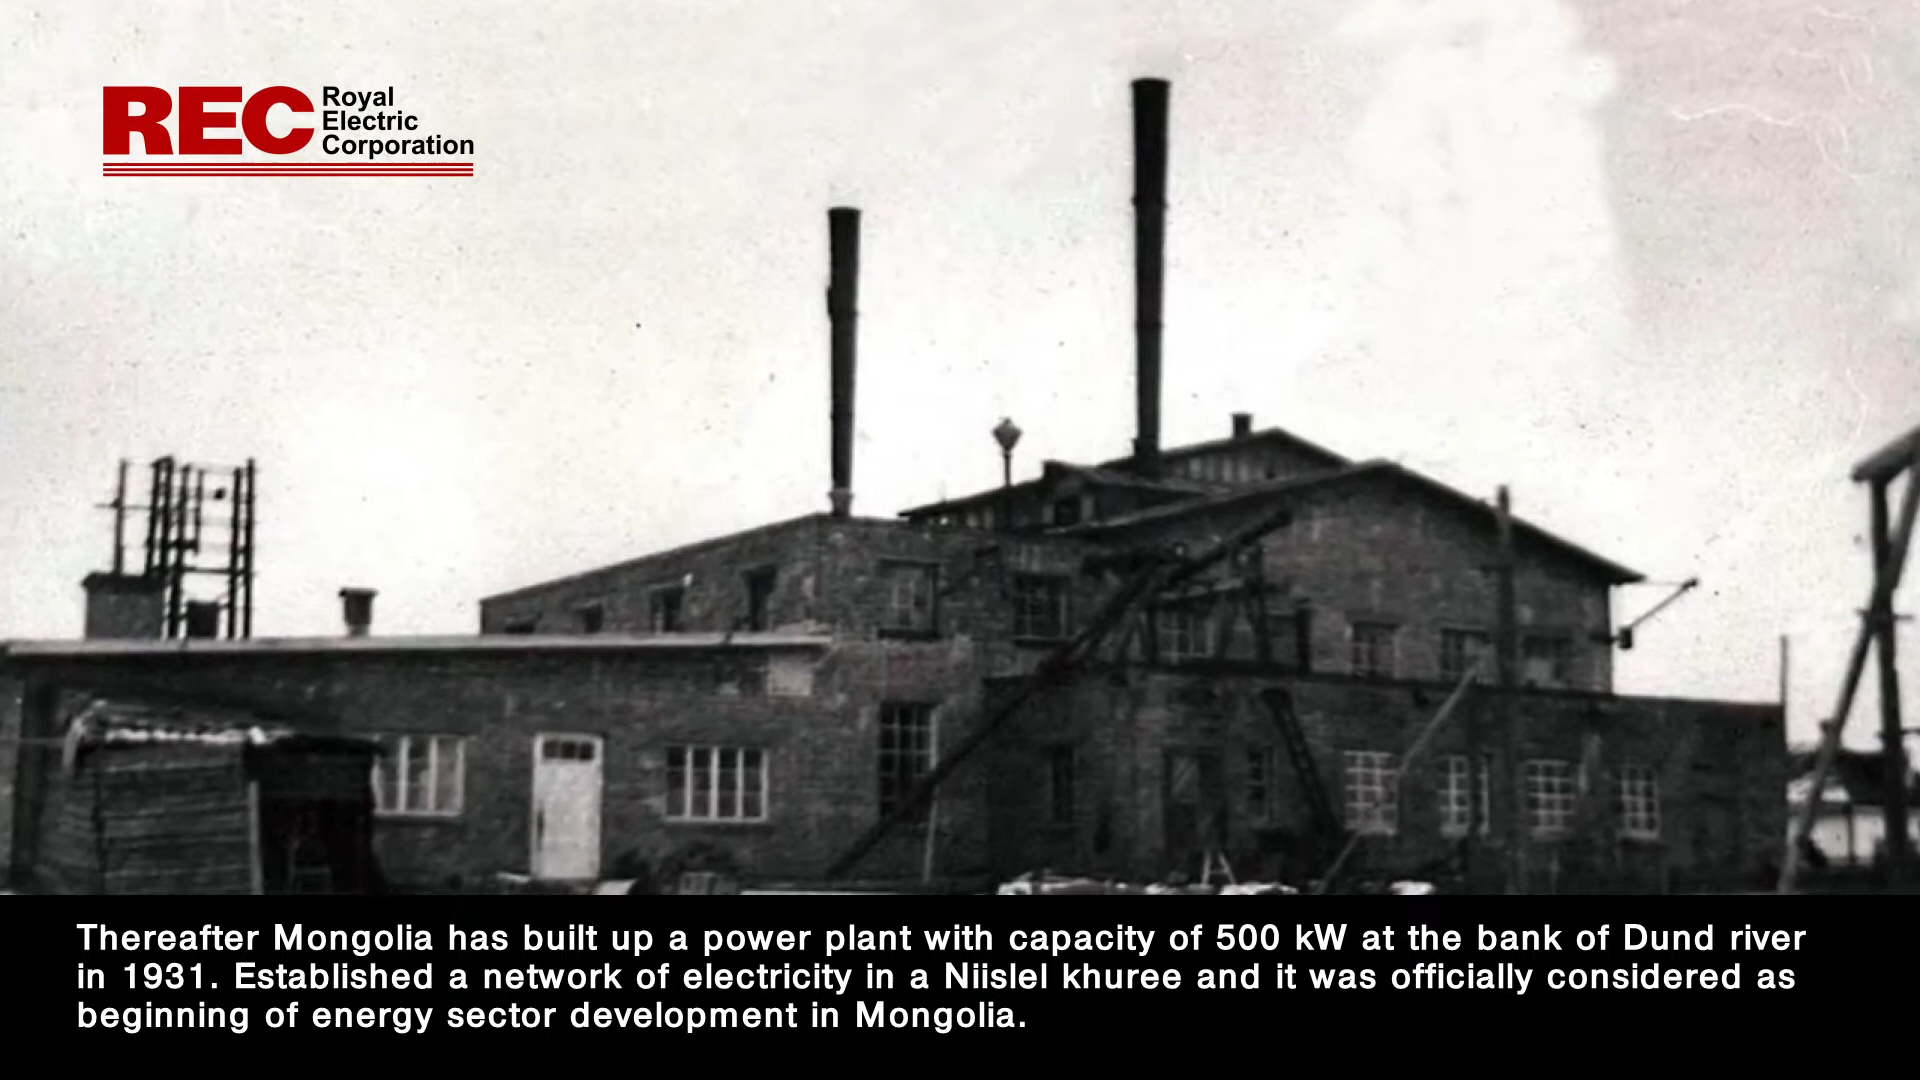 REC
Royal
Electric
Corporation
Thereafter Mongolia has built up a power plant with capacity of 500 kW at the bank of Dund river
in 1931. Established a network of electricity in a Niislel khuree and it was officially considered as
beginning of energy sector development in Mongolia.